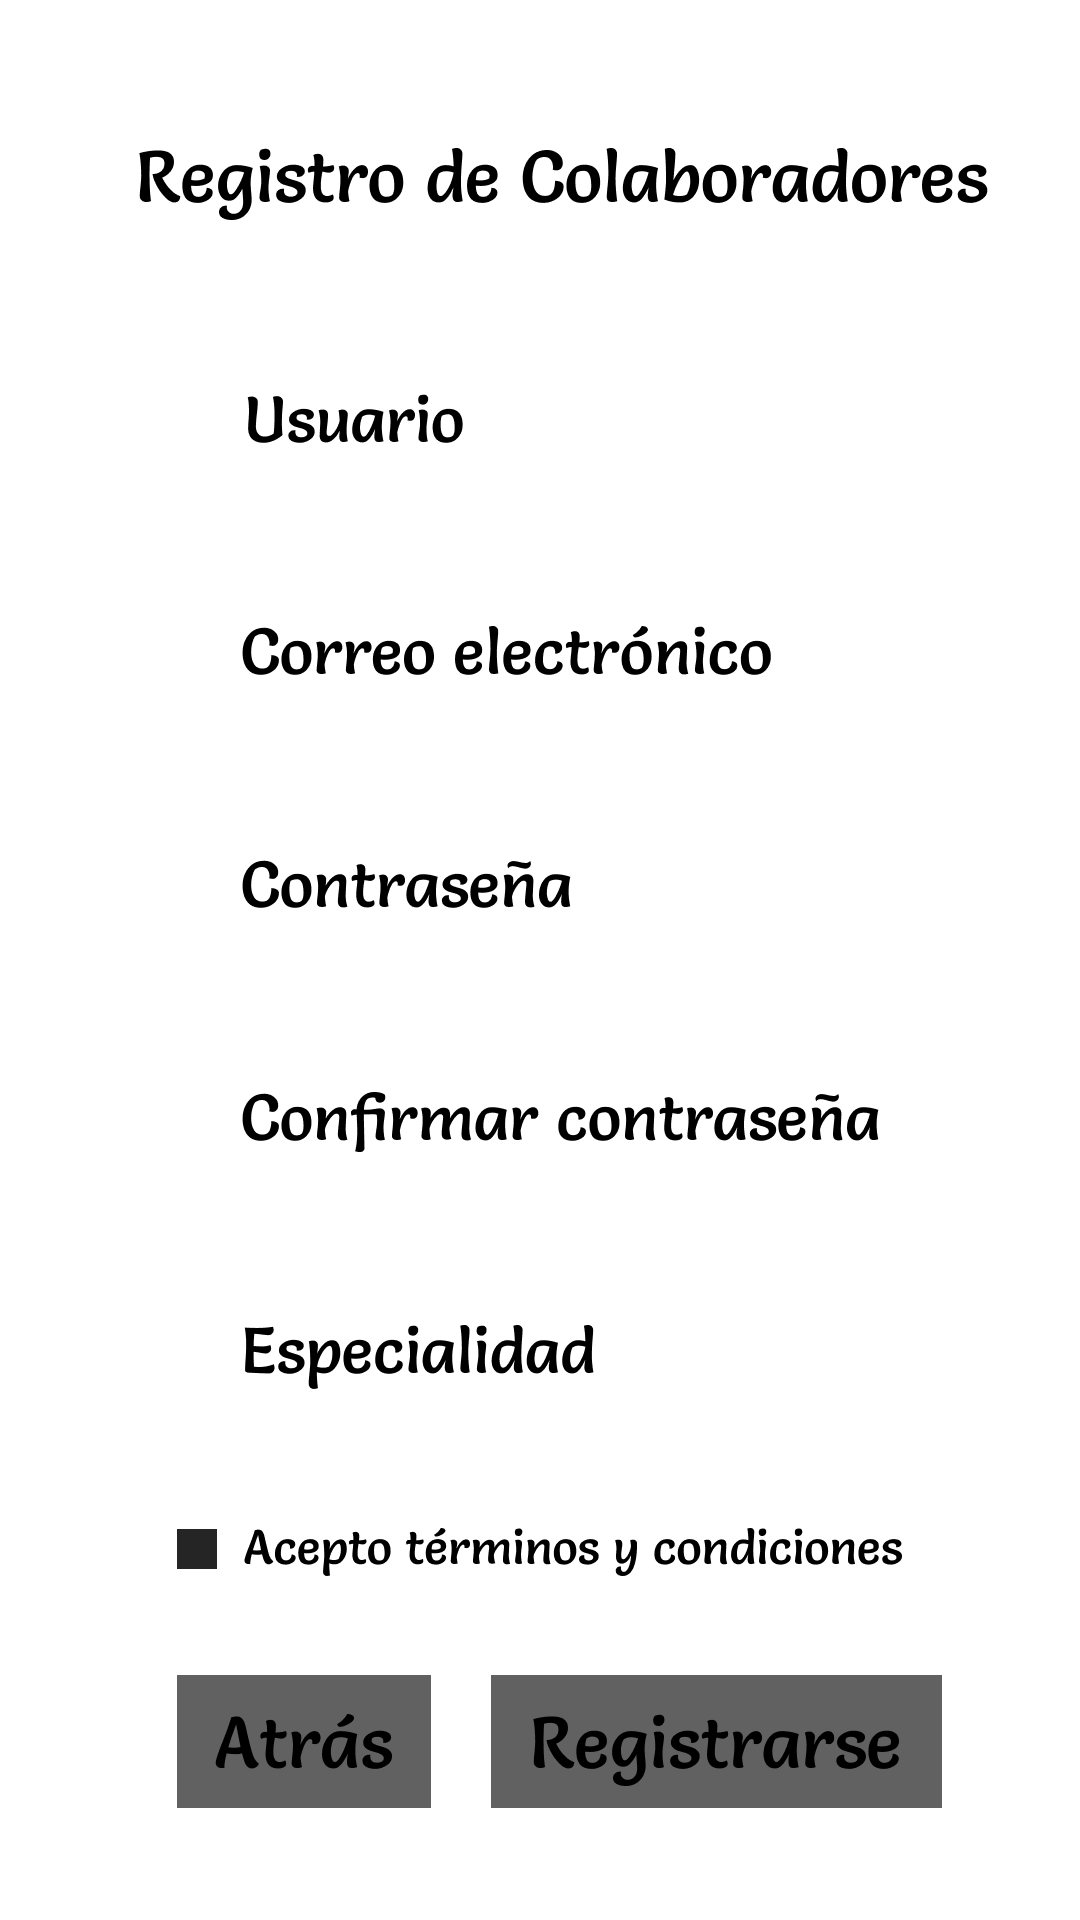 Registro de Colaboradores
Usuario
Correo electrónico
Contraseña
Confirmar contraseña
Especialidad
Acepto términos y condiciones
Atrás
Registrarse